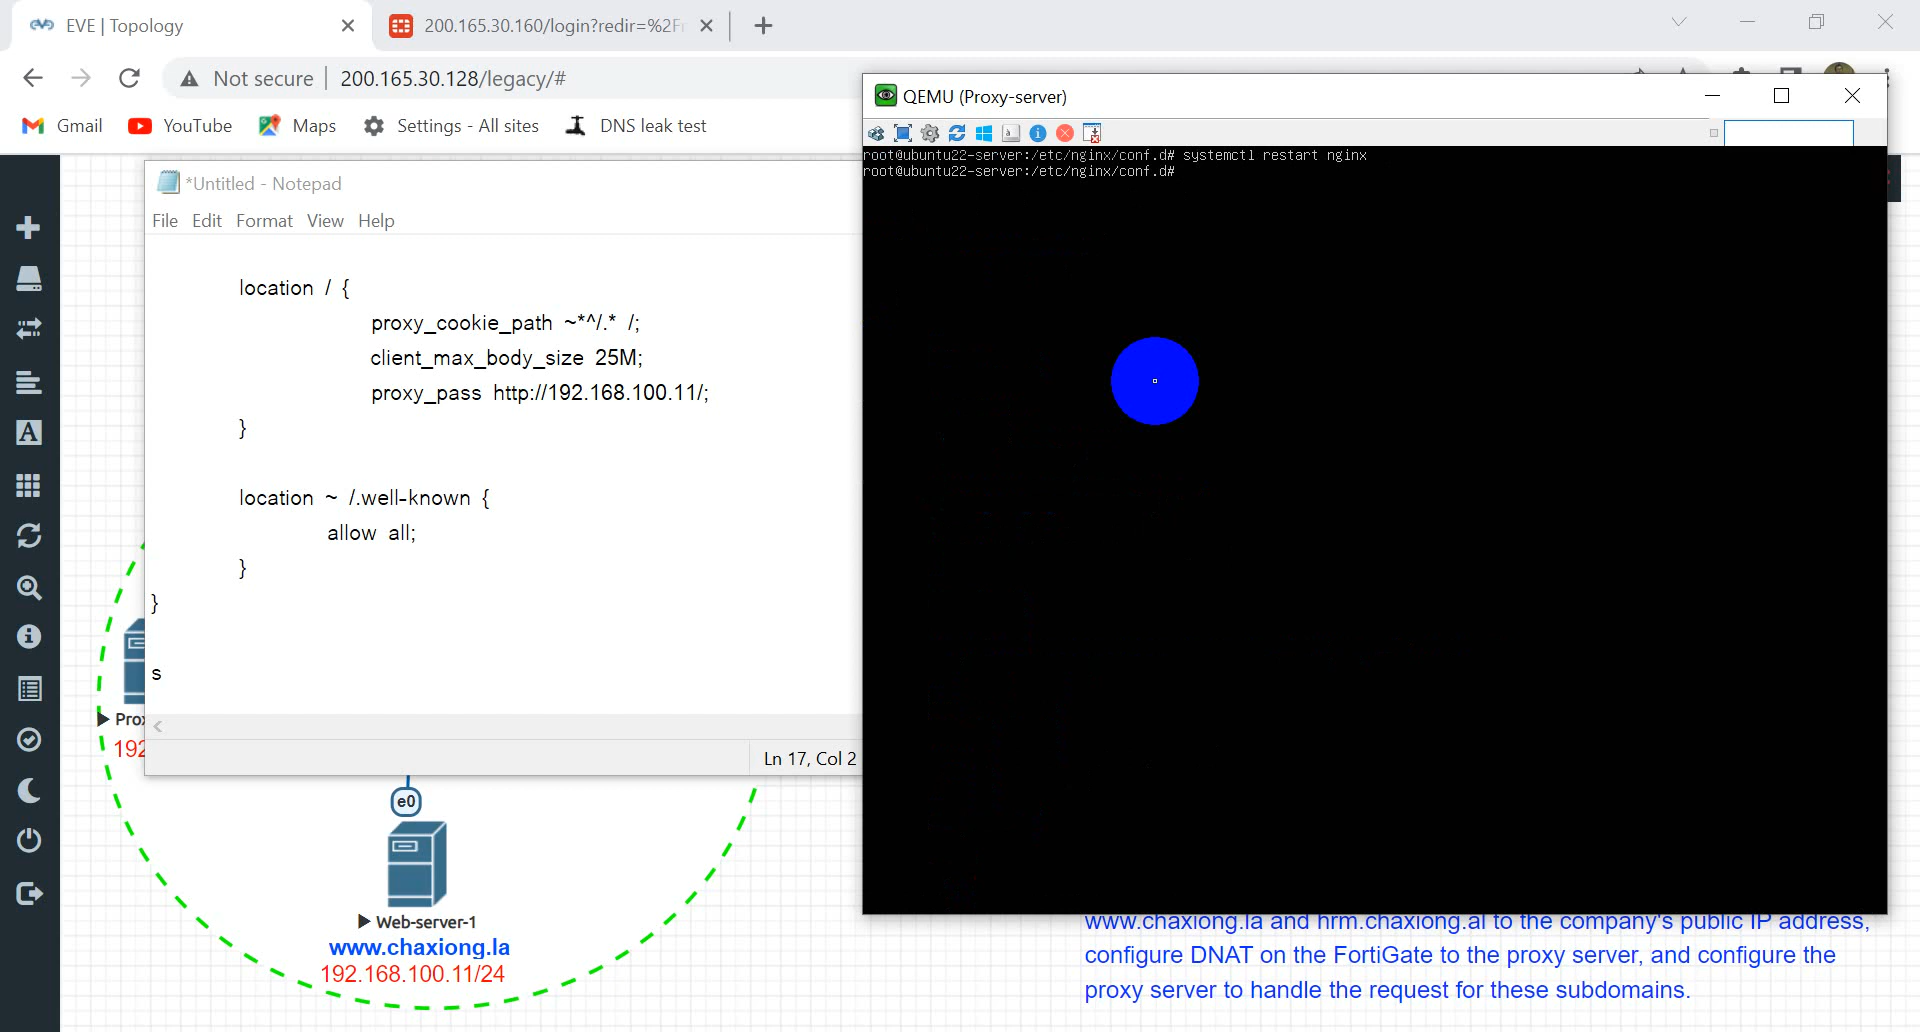 EVE | Topology
200.165.30.160/login?redir=%2F
Not secure
200.165.30.128/legacy/#
Gmail
YouTube
Maps
Settings - All sites
DNS leak test
QEMU (Proxy-server)
root@ubuntu22-server:/etc/nginx/conf.d# systemctl restart nginx
root@ubuntu22-server:/etc/nginx/conf.d#
*Untitled - Notepad
File Edit Format View Help
location / {
proxy_cookie_path ~*^/.* /;
client_max_body_size 25M;
proxy_pass http://192.168.100.11/;
}
location ~ /.well-known {
allow all;
}
}
s
Ln 17, Col 2
Prox
192
e0
Web-server-1
www.chaxiong.la
192.168.100.11/24
www.chaxiong.la and hrm.chaxiong.al to the company's public IP address,
configure DNAT on the FortiGate to the proxy server, and configure the
proxy server to handle the request for these subdomains.